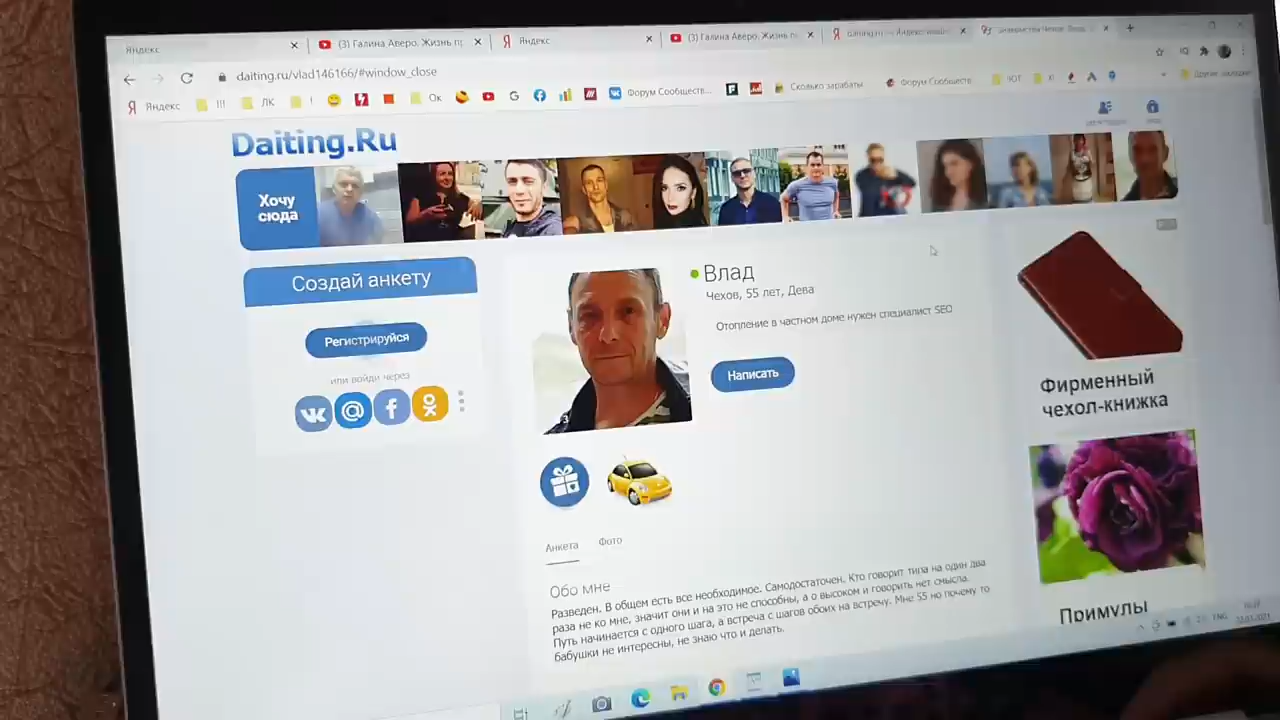 Яндекс
(3) Галина Аверо. Жизнь п
Яндекс
(3) Галина Аверо. Жизнь п
daiting.ru/vlad146166/#window_close
Яндекс
!!!
ЛК
!
Ок
Форум Сообществ...
Сколько зарабаты
Форум Сообществ
ЮТ
Другие закладки
Daiting.Ru
Хочу
сюда
Создай анкету
Регистрируйся
или войди через
Влад
Чехов, 55 лет, Дева
Отопление в частном доме нужен специалист SEO
Написать
Фирменный
чехол-книжка
Анкета
Фото
Обо мне
Разведен. В общем есть все необходимое. Самодостаточен. Кто говорит типа на один два
раза не ко мне, значит они и на это не способны, а о высоком и говорить нет смысла.
Путь начинается с одного шага, а встреча с шагов обоих на встречу. Мне 55 но почему то
бабушки не интересны, не знаю что и делать.
Примулы
ENG